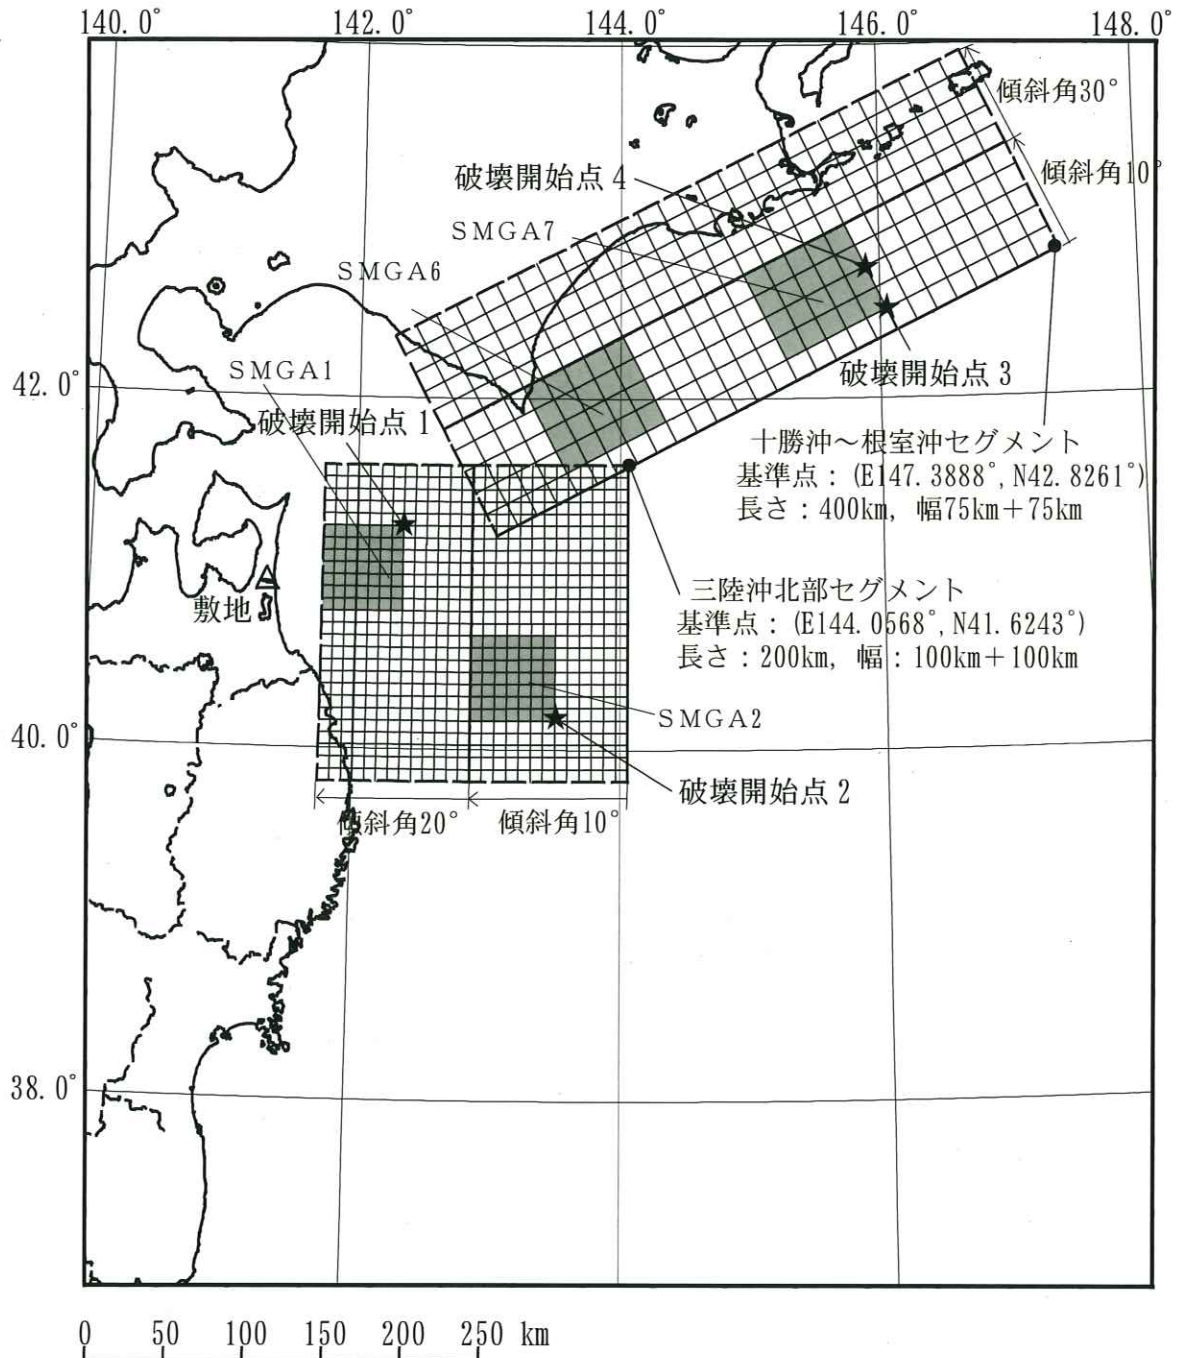 140.0° 142.0° 144.0° 146.0° 148.0°
傾斜角30°
傾斜角10°
破壊開始点4
SMGA7
SMGA6
SMGA1
破壊開始点1
破壊開始点3
42.0°
十勝沖~根室沖セグメント
基準点:(E147.3888°,N42.8261°)
長さ:400km, 幅75km+75km
敷地
三陸沖北部セグメント
基準点:(E144.0568°,N41.6243°)
長さ:200km, 幅:100km+100km
SMGA2
40.0°
破壊開始点2
傾斜角20° 傾斜角10°
38.0°
0 50 100 150 200 250 km